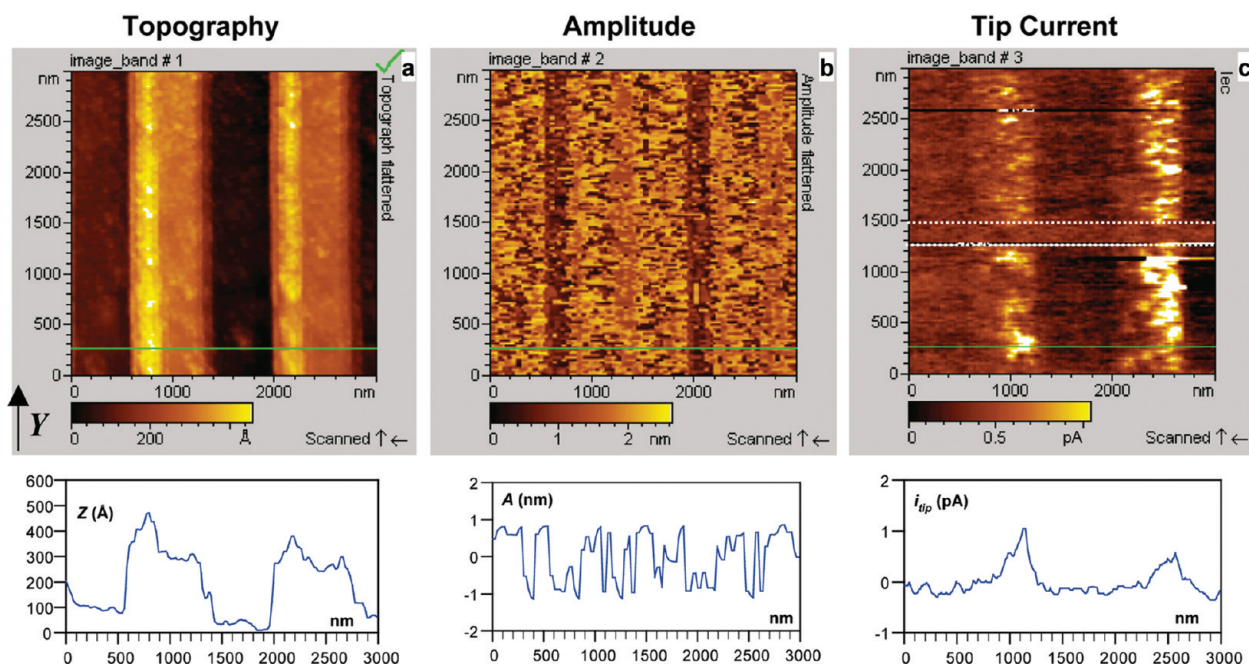 Topography
Amplitude
Tip Current
image_band # 1
a
nm
2500
2000
1500
1000
500
0
0 1000 2000 nm
Topograph flattened
0 200 Å
Scanned ↑ ←
Y
image_band # 2
b
nm
2500
2000
1500
1000
500
0
0 1000 2000 nm
Amplitude flattened
0 1 2 nm
Scanned ↑ ←
image_band # 3
c
nm
2500
2000
1500
1000
500
0
0 1000 2000 nm
Iec
0 0.5 pA
Scanned ↑ ←
600
500
400
300
200
100
0
Z (Å)
nm
0 500 1000 1500 2000 2500 3000
2
1
0
-1
-2
A (nm)
nm
0 500 1000 1500 2000 2500 3000
1
0
-1
itip (pA)
nm
0 500 1000 1500 2000 2500 3000